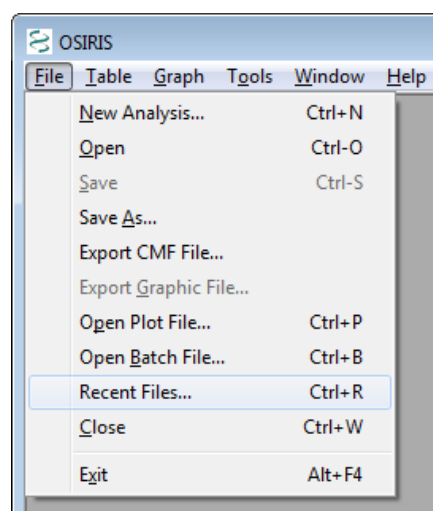 OSIRIS
File Table Graph Tools Window Help
New Analysis... Ctrl+N
Open Ctrl-O
Save Ctrl-S
Save As...
Export CMF File...
Export Graphic File...
Open Plot File... Ctrl+P
Open Batch File... Ctrl+B
Recent Files... Ctrl+R
Close Ctrl+W
Exit Alt+F4